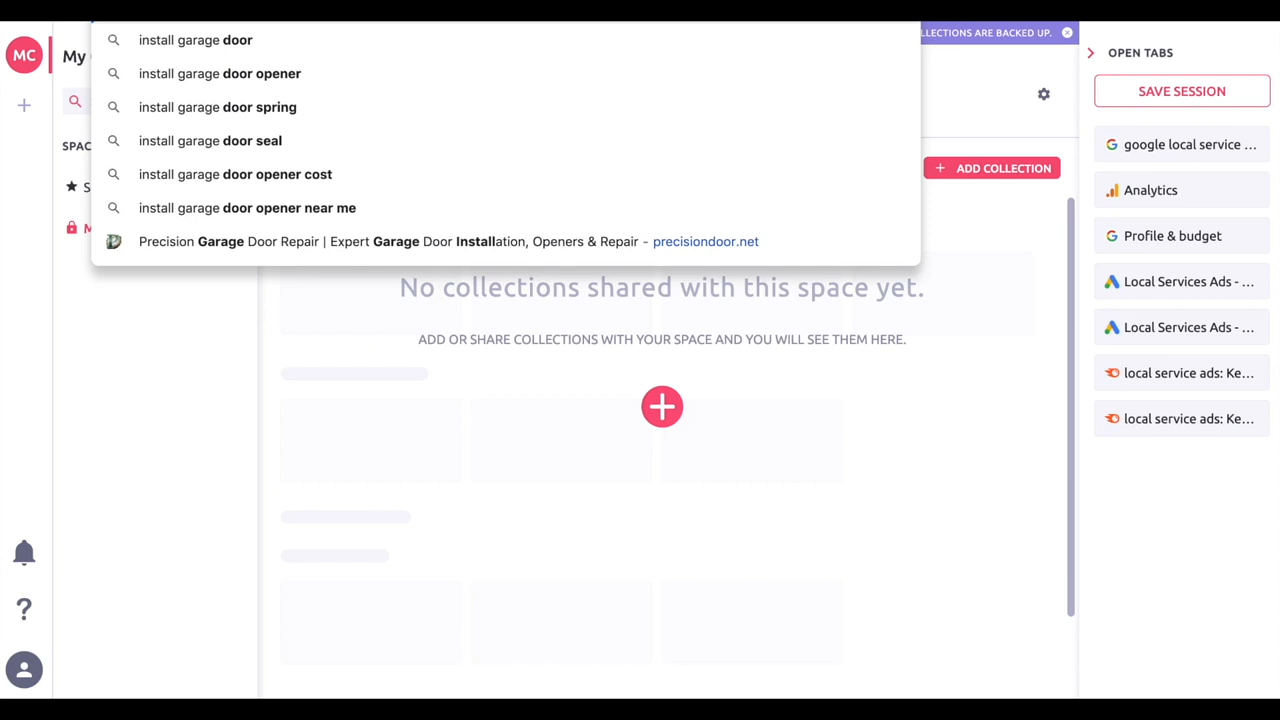 install garage door
install garage door opener
install garage door spring
install garage door seal
install garage door opener cost
install garage door opener near me
Precision Garage Door Repair | Expert Garage Door Installation, Openers & Repair - precisiondoor.net
LLECTIONS ARE BACKED UP.
MC
My
SPAC
S
M
ADD COLLECTION
No collections shared with this space yet.
ADD OR SHARE COLLECTIONS WITH YOUR SPACE AND YOU WILL SEE THEM HERE.
OPEN TABS
SAVE SESSION
google local service ...
Analytics
Profile & budget
Local Services Ads - ...
Local Services Ads - ...
local service ads: Ke...
local service ads: Ke...